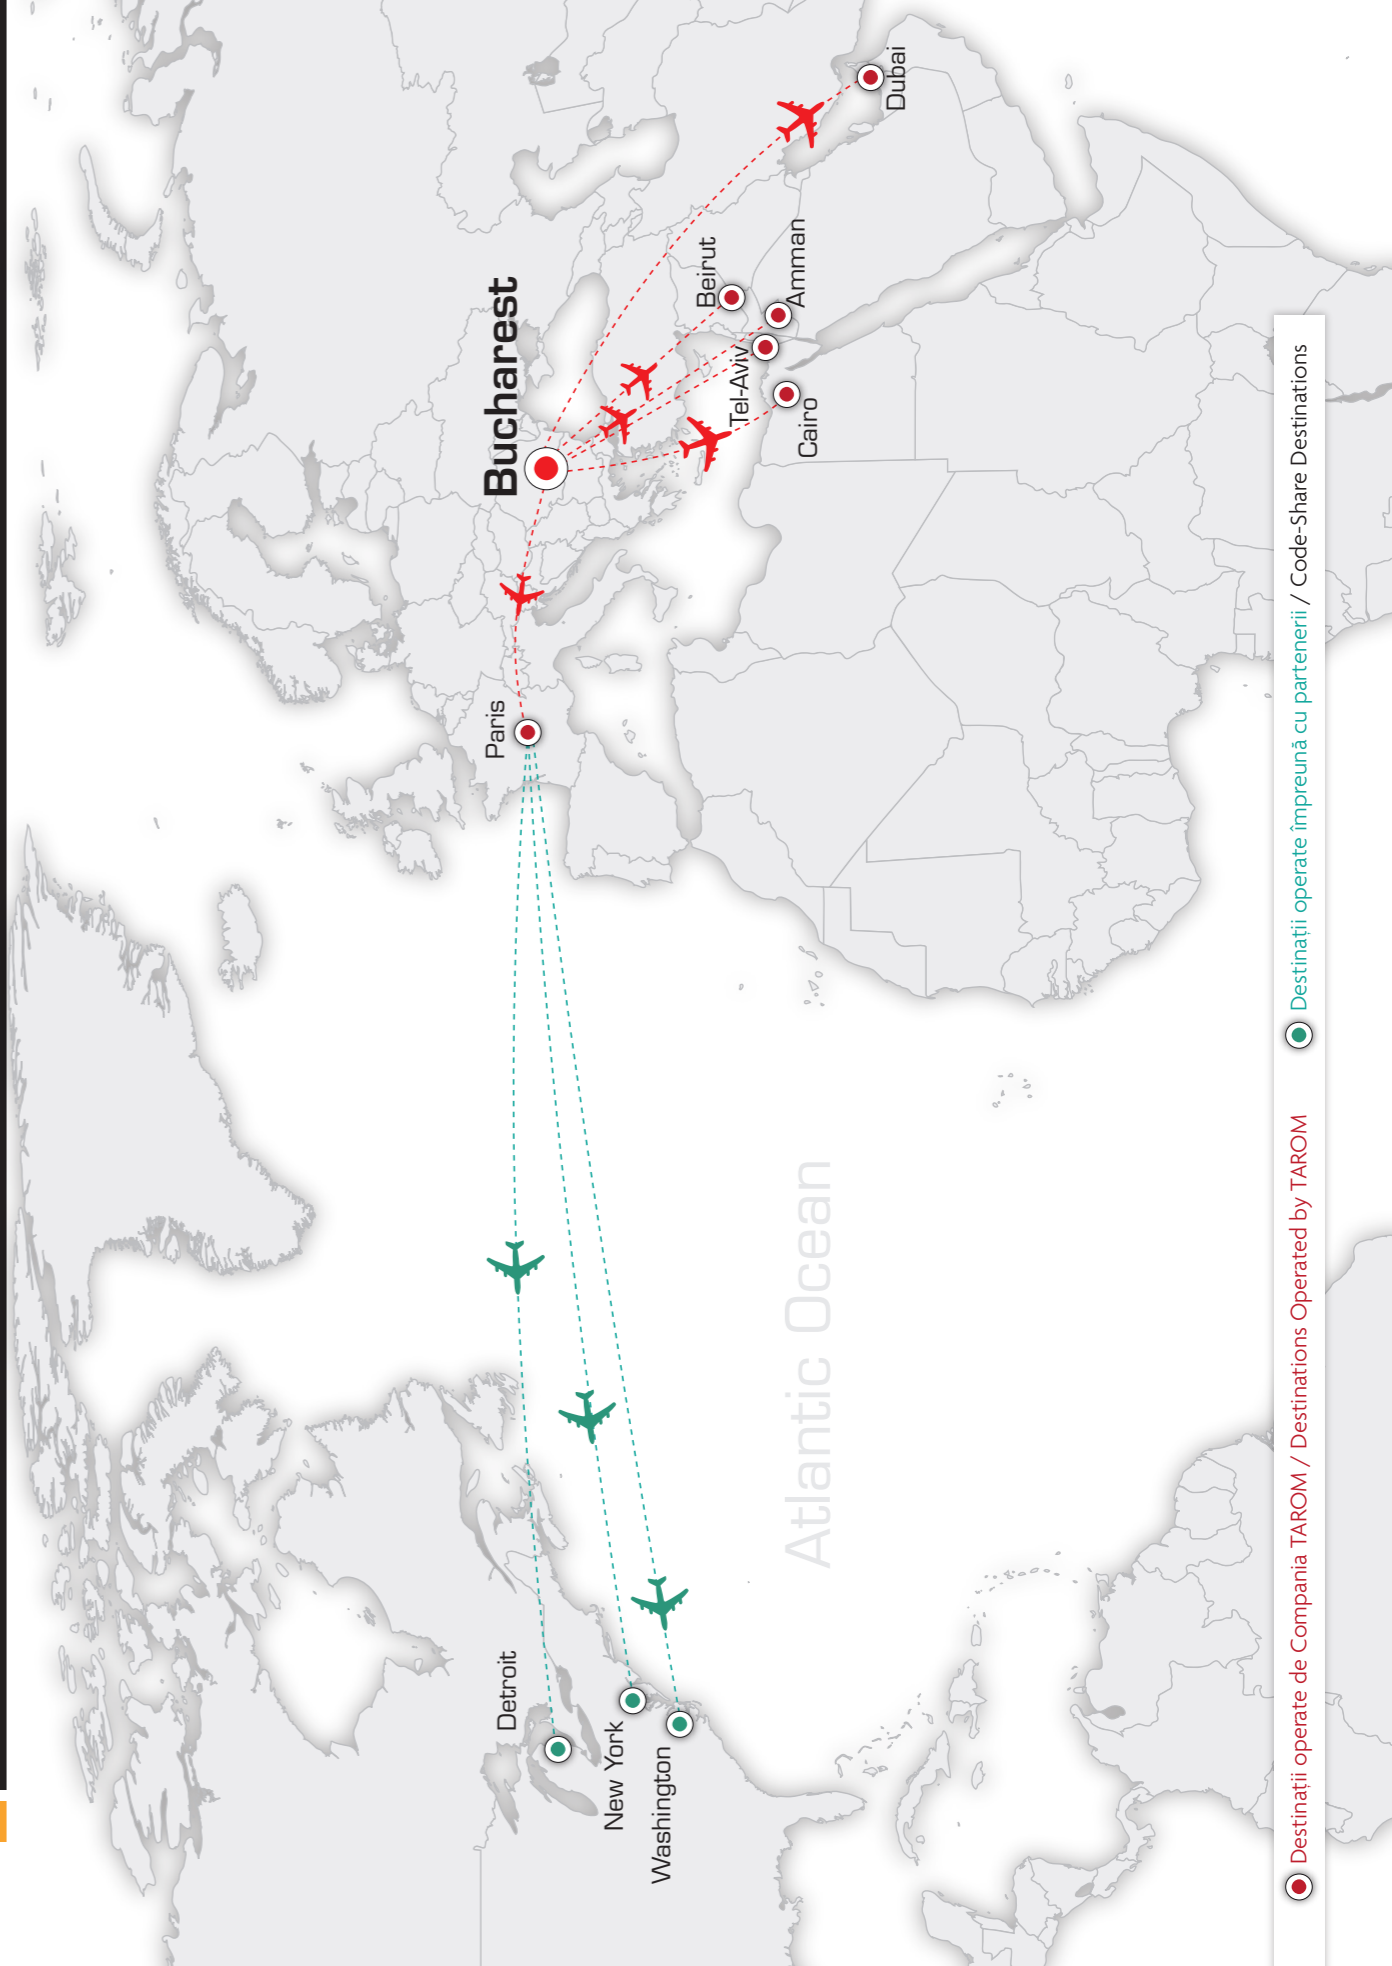 Bucharest
Paris
Beirut
Amman
Tel-Aviv
Cairo
Dubai
Detroit
New York
Washington
Atlantic Ocean
Destinații operate de Compania TAROM / Destinations Operated by TAROM
Destinații operate împreună cu partenerii / Code-Share Destinations